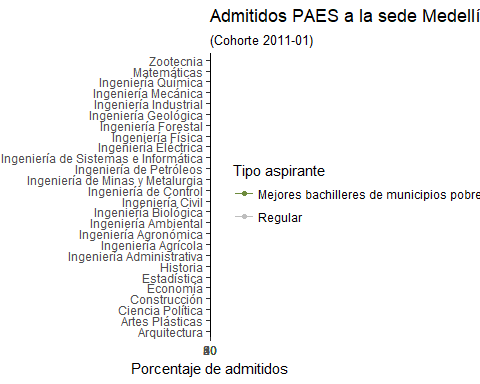 Admitidos PAES a la sede Medellí
(Cohorte 2011-01)
Zootecnia
Matemáticas
Ingeniería Química
Ingeniería Mecánica
Ingeniería Industrial
Ingeniería Geológica
Ingeniería Forestal
Ingeniería Física
Ingeniería Eléctrica
Ingeniería de Sistemas e Informática
Ingeniería de Petróleos
Ingeniería de Minas y Metalurgia
Ingeniería de Control
Ingeniería Civil
Ingeniería Biológica
Ingeniería Ambiental
Ingeniería Agronómica
Ingeniería Agrícola
Ingeniería Administrativa
Historia
Estadística
Economía
Construcción
Ciencia Política
Artes Plásticas
Arquitectura
Tipo aspirante
Mejores bachilleres de municipios pobre
Regular
Porcentaje de admitidos